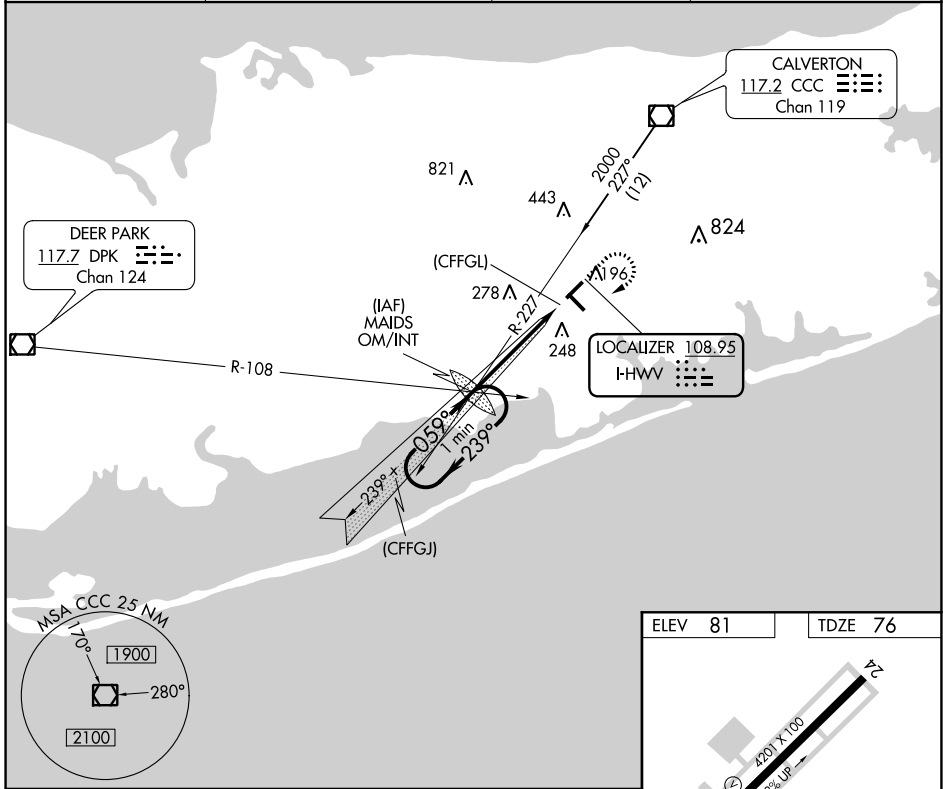 CALVERTON
117.2 CCC
Chan 119
2000
227°
(12)
821
443
824
DEER PARK
117.7 DPK
Chan 124
(CFFGL)
196
278
R-227
(IAF)
MAIDS
OM/INT
248
LOCALIZER 108.95
I-HWV
R-108
059°
1 min
239°
239°
(CFFGJ)
MSA CCC 25 NM
170°
1900
280°
2100
ELEV 81
TDZE 76
24
4201 X 100
% UP
V